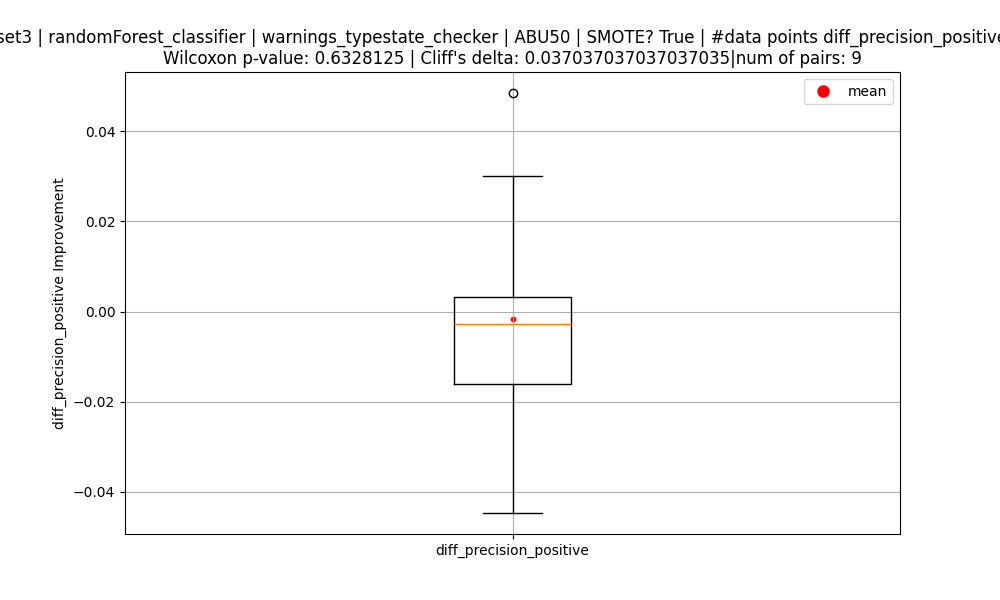 set3 | randomForest_classifier | warnings_typestate_checker | ABU50 | SMOTE? True | #data points diff_precision_positive
Wilcoxon p-value: 0.6328125 | Cliff's delta: 0.037037037037037035|num of pairs: 9
mean
0.04
0.02
0.00
−0.02
−0.04
diff_precision_positive Improvement
diff_precision_positive